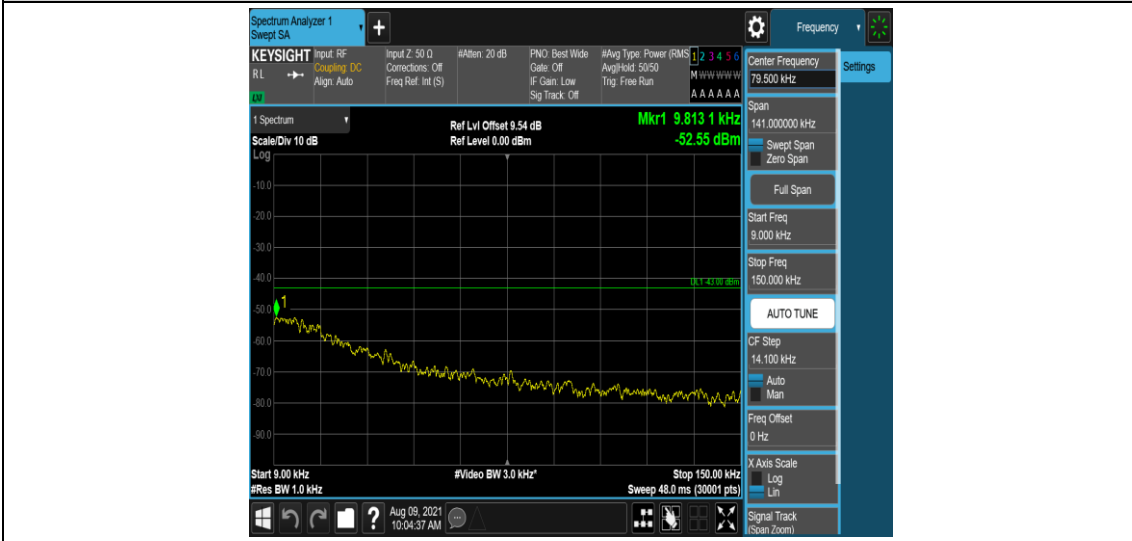 Spectrum Analyzer 1
Swept SA
+
Frequency
KEYSIGHT
RL
LXI
Input: RF
Coupling: DC
Align: Auto
Input Z: 50 Ω
Corrections: Off
Freq Ref: Int (S)
#Atten: 20 dB
PNO: Best Wide
Gate: Off
IF Gain: Low
Sig Track: Off
#Avg Type: Power (RMS
Avg|Hold: 50/50
Trig: Free Run
1 2 3 4 5 6
M W W W W W
A A A A A A
1 Spectrum
Scale/Div 10 dB
Ref Lvl Offset 9.54 dB
Ref Level 0.00 dBm
Mkr1 9.813 1 kHz
-52.55 dBm
Log
-10.0
-20.0
-30.0
-40.0
-50.0
-60.0
-70.0
-80.0
-90.0
DL1 -43.00 dBm
1
Start 9.00 kHz
#Res BW 1.0 kHz
#Video BW 3.0 kHz*
Stop 150.00 kHz
Sweep 48.0 ms (30001 pts)
Center Frequency
79.500 kHz
Span
141.000000 kHz
Swept Span
Zero Span
Full Span
Start Freq
9.000 kHz
Stop Freq
150.000 kHz
AUTO TUNE
CF Step
14.100 kHz
Auto
Man
Freq Offset
0 Hz
X Axis Scale
Log
Lin
Signal Track
(Span Zoom)
Settings
?
Aug 09, 2021
10:04:37 AM